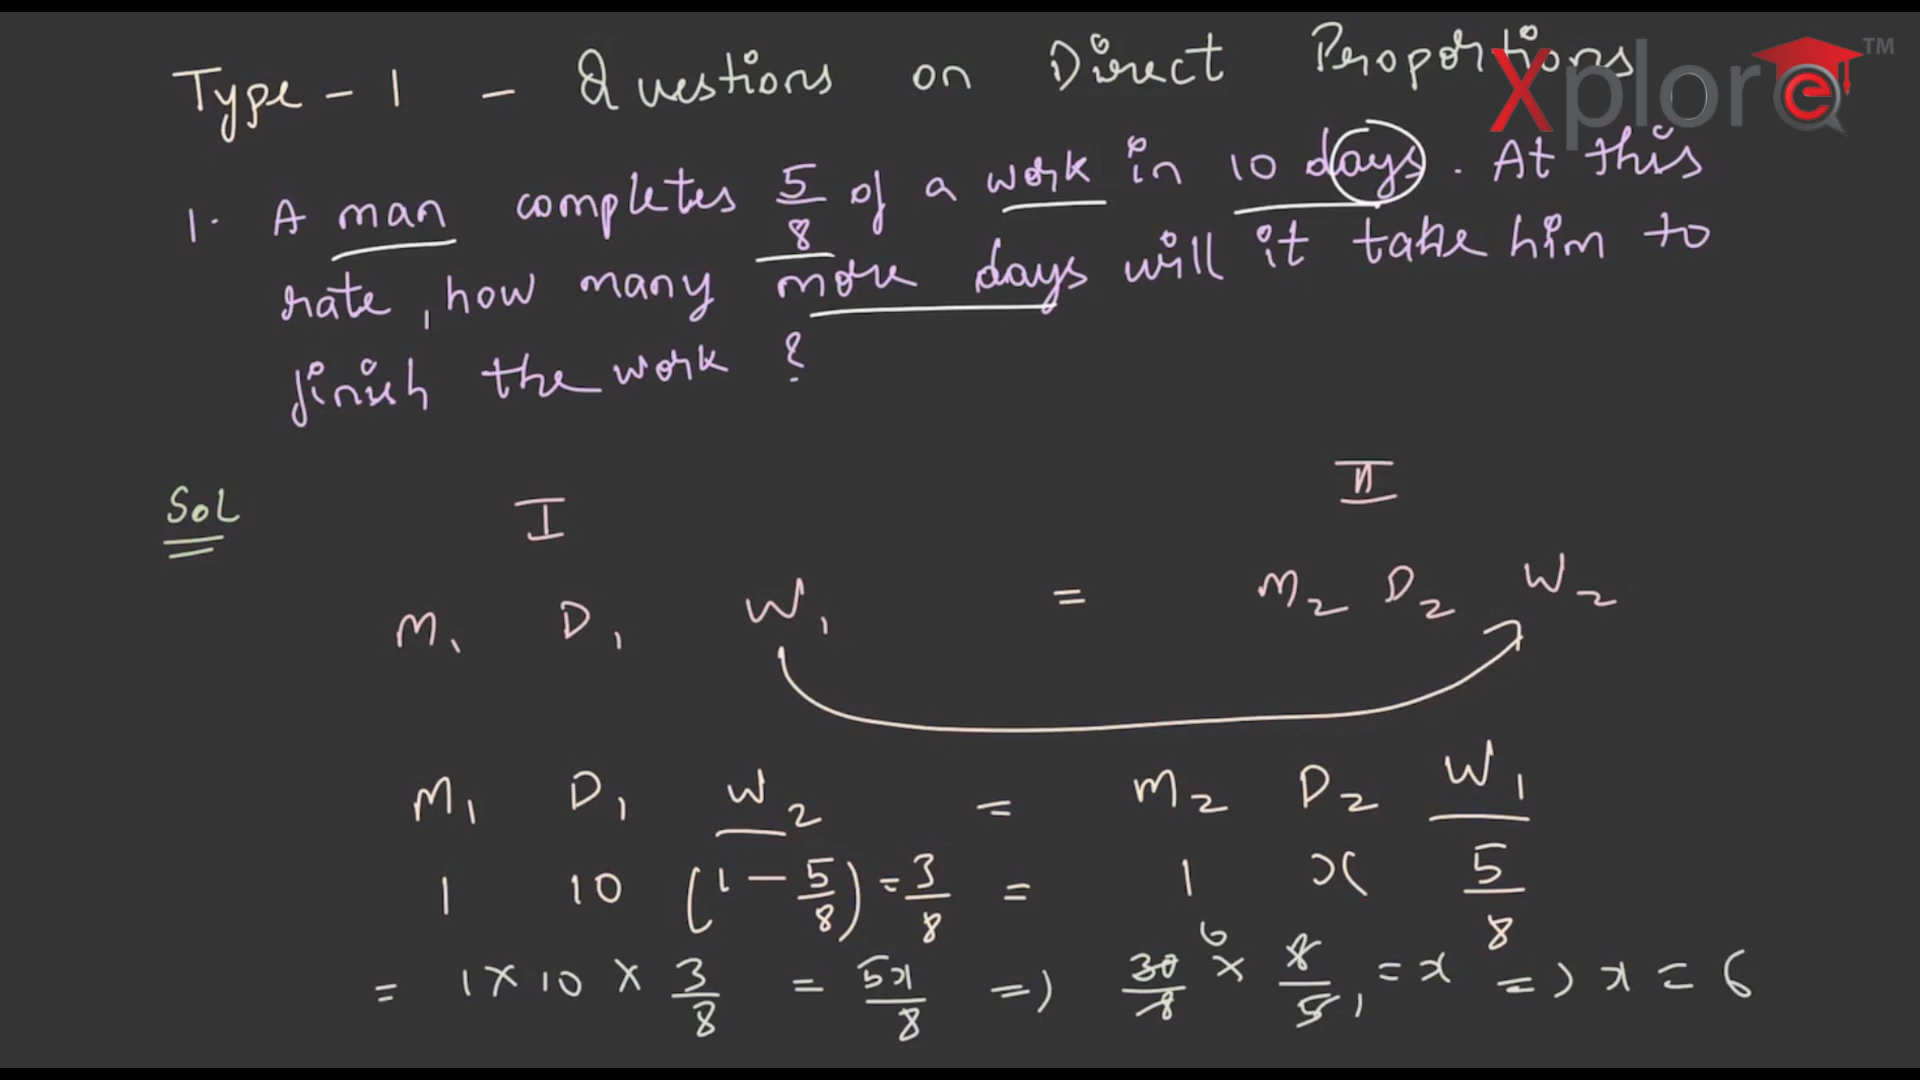 Type - 1 - Questions on Direct Proportions
Xplore TM
1. A man completes 5/8 of a work in 10 days. At this
rate, how many more days will it take him to
finish the work ?
Sol
I II
M1 D1 W1 = M2 D2 W2
M1 D1 W2 = M2 D2 W1
1 10 (1 - 5/8) = 3/8 = 1 x 5/8
= 1 x 10 x 3/8 = 5x/8 => 30/8 6 x 8/5 1 = x => x = 6